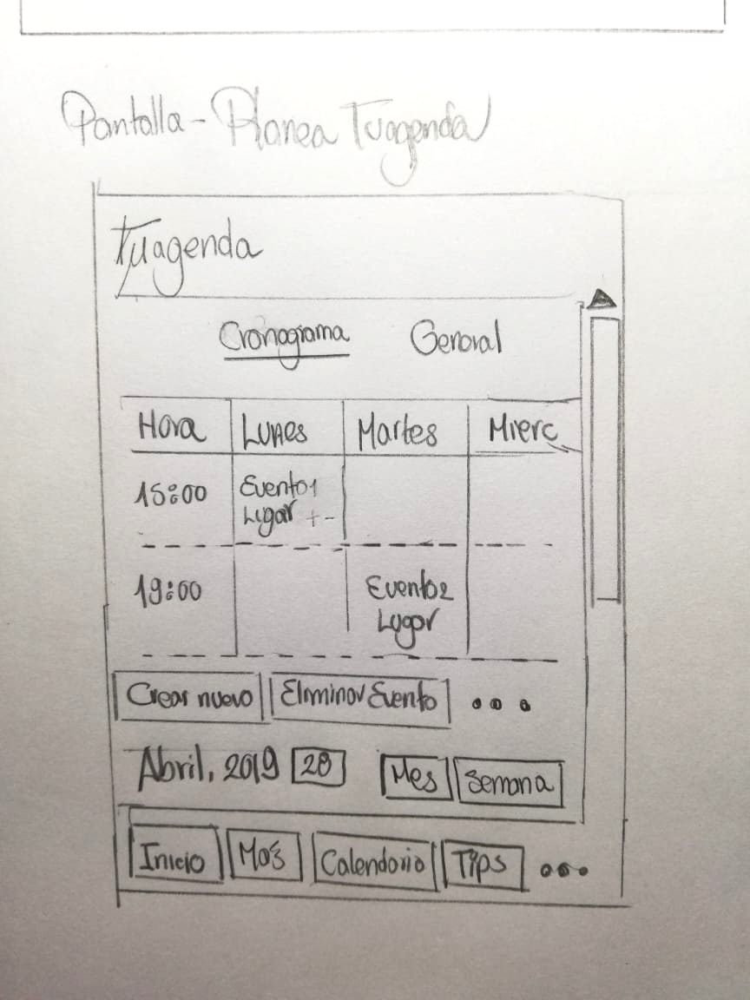 Pantalla - Planea Tuagenda
Tuagenda
Cronograma General
Hora Lunes Martes Mierc
15:00 Evento1
Lugar + -
19:00 Evento2
Lugar
Crear nuevo Eliminar Evento ...
Abril, 2019 28 Mes Semana
Inicio Calendario Tips ...